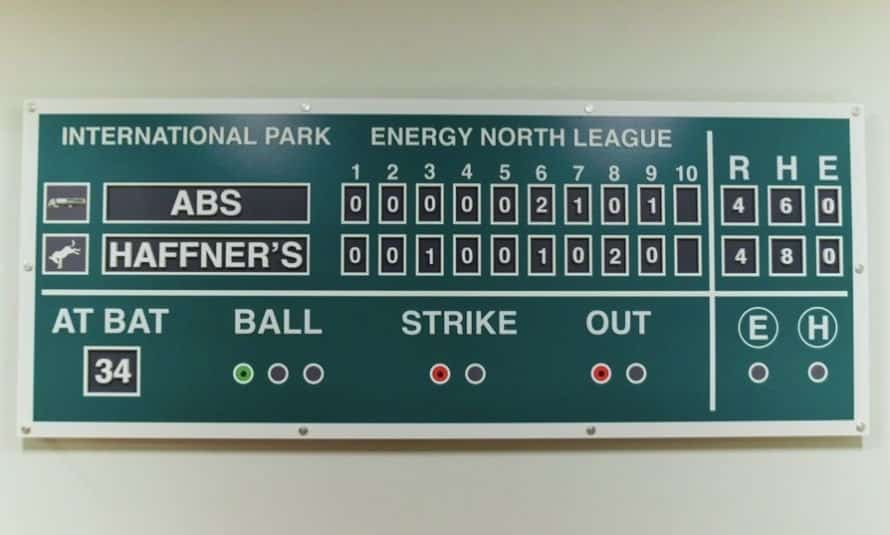 INTERNATIONAL PARK ENERGY NORTH LEAGUE
1 2 3 4 5 6 7 8 9 10 R H E
ABS 0 0 0 0 0 2 1 0 1 4 6 0
HAFFNER'S 0 0 1 0 0 1 0 2 0 4 8 0
AT BAT BALL STRIKE OUT E H
34